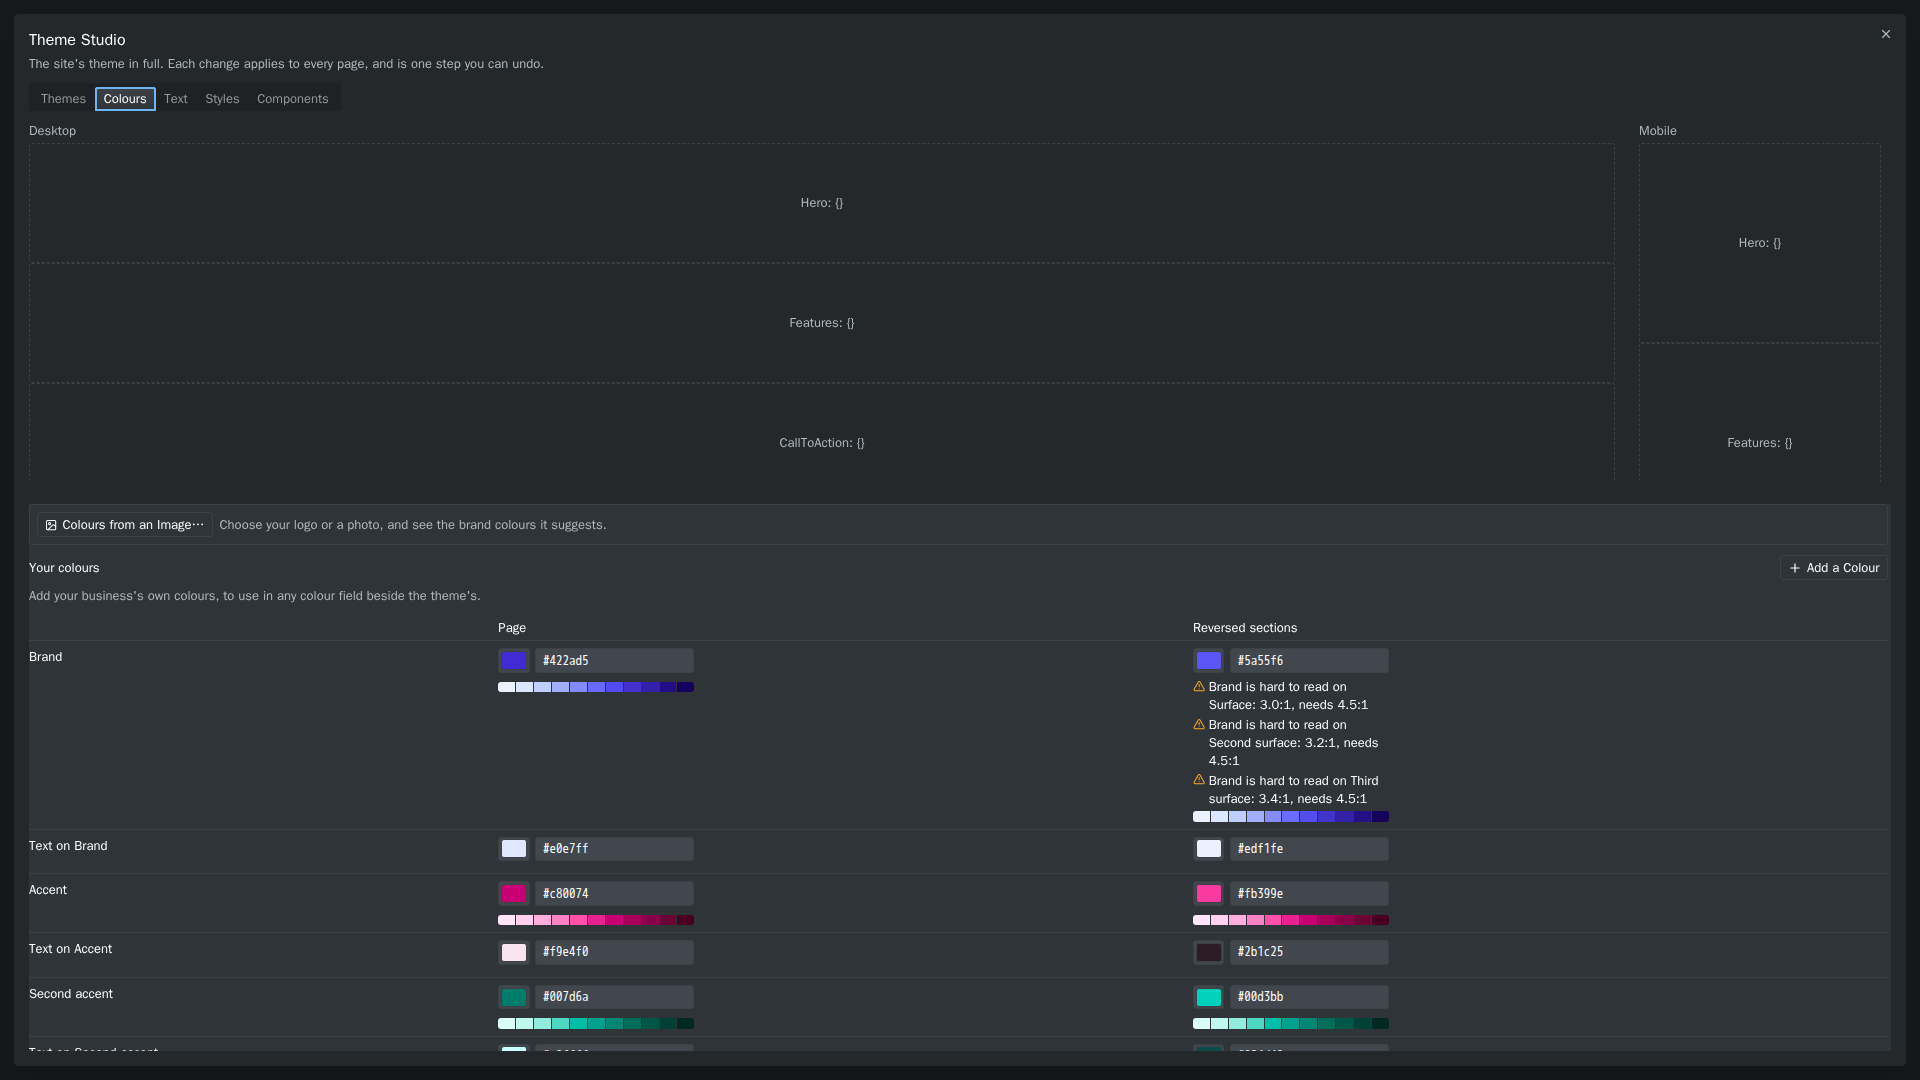 Theme Studio
The site's theme in full. Each change applies to every page, and is one step you can undo.
Themes Colours Text Styles Components
Desktop Mobile
Hero: {}
Hero: {}
Features: {}
CallToAction: {}
Features: {}
Colours from an Image⋯ Choose your logo or a photo, and see the brand colours it suggests.
Your colours + Add a Colour
Add your business's own colours, to use in any colour field beside the theme's.
Page Reversed sections
Brand #422ad5 #5a55f6
Brand is hard to read on
Surface: 3.0:1, needs 4.5:1
Brand is hard to read on
Second surface: 3.2:1, needs
4.5:1
Brand is hard to read on Third
surface: 3.4:1, needs 4.5:1
Text on Brand #e0e7ff #edf1fe
Accent #c80074 #fb399e
Text on Accent #f9e4f0 #2b1c25
Second accent #007d6a #00d3bb
Text on Second accent